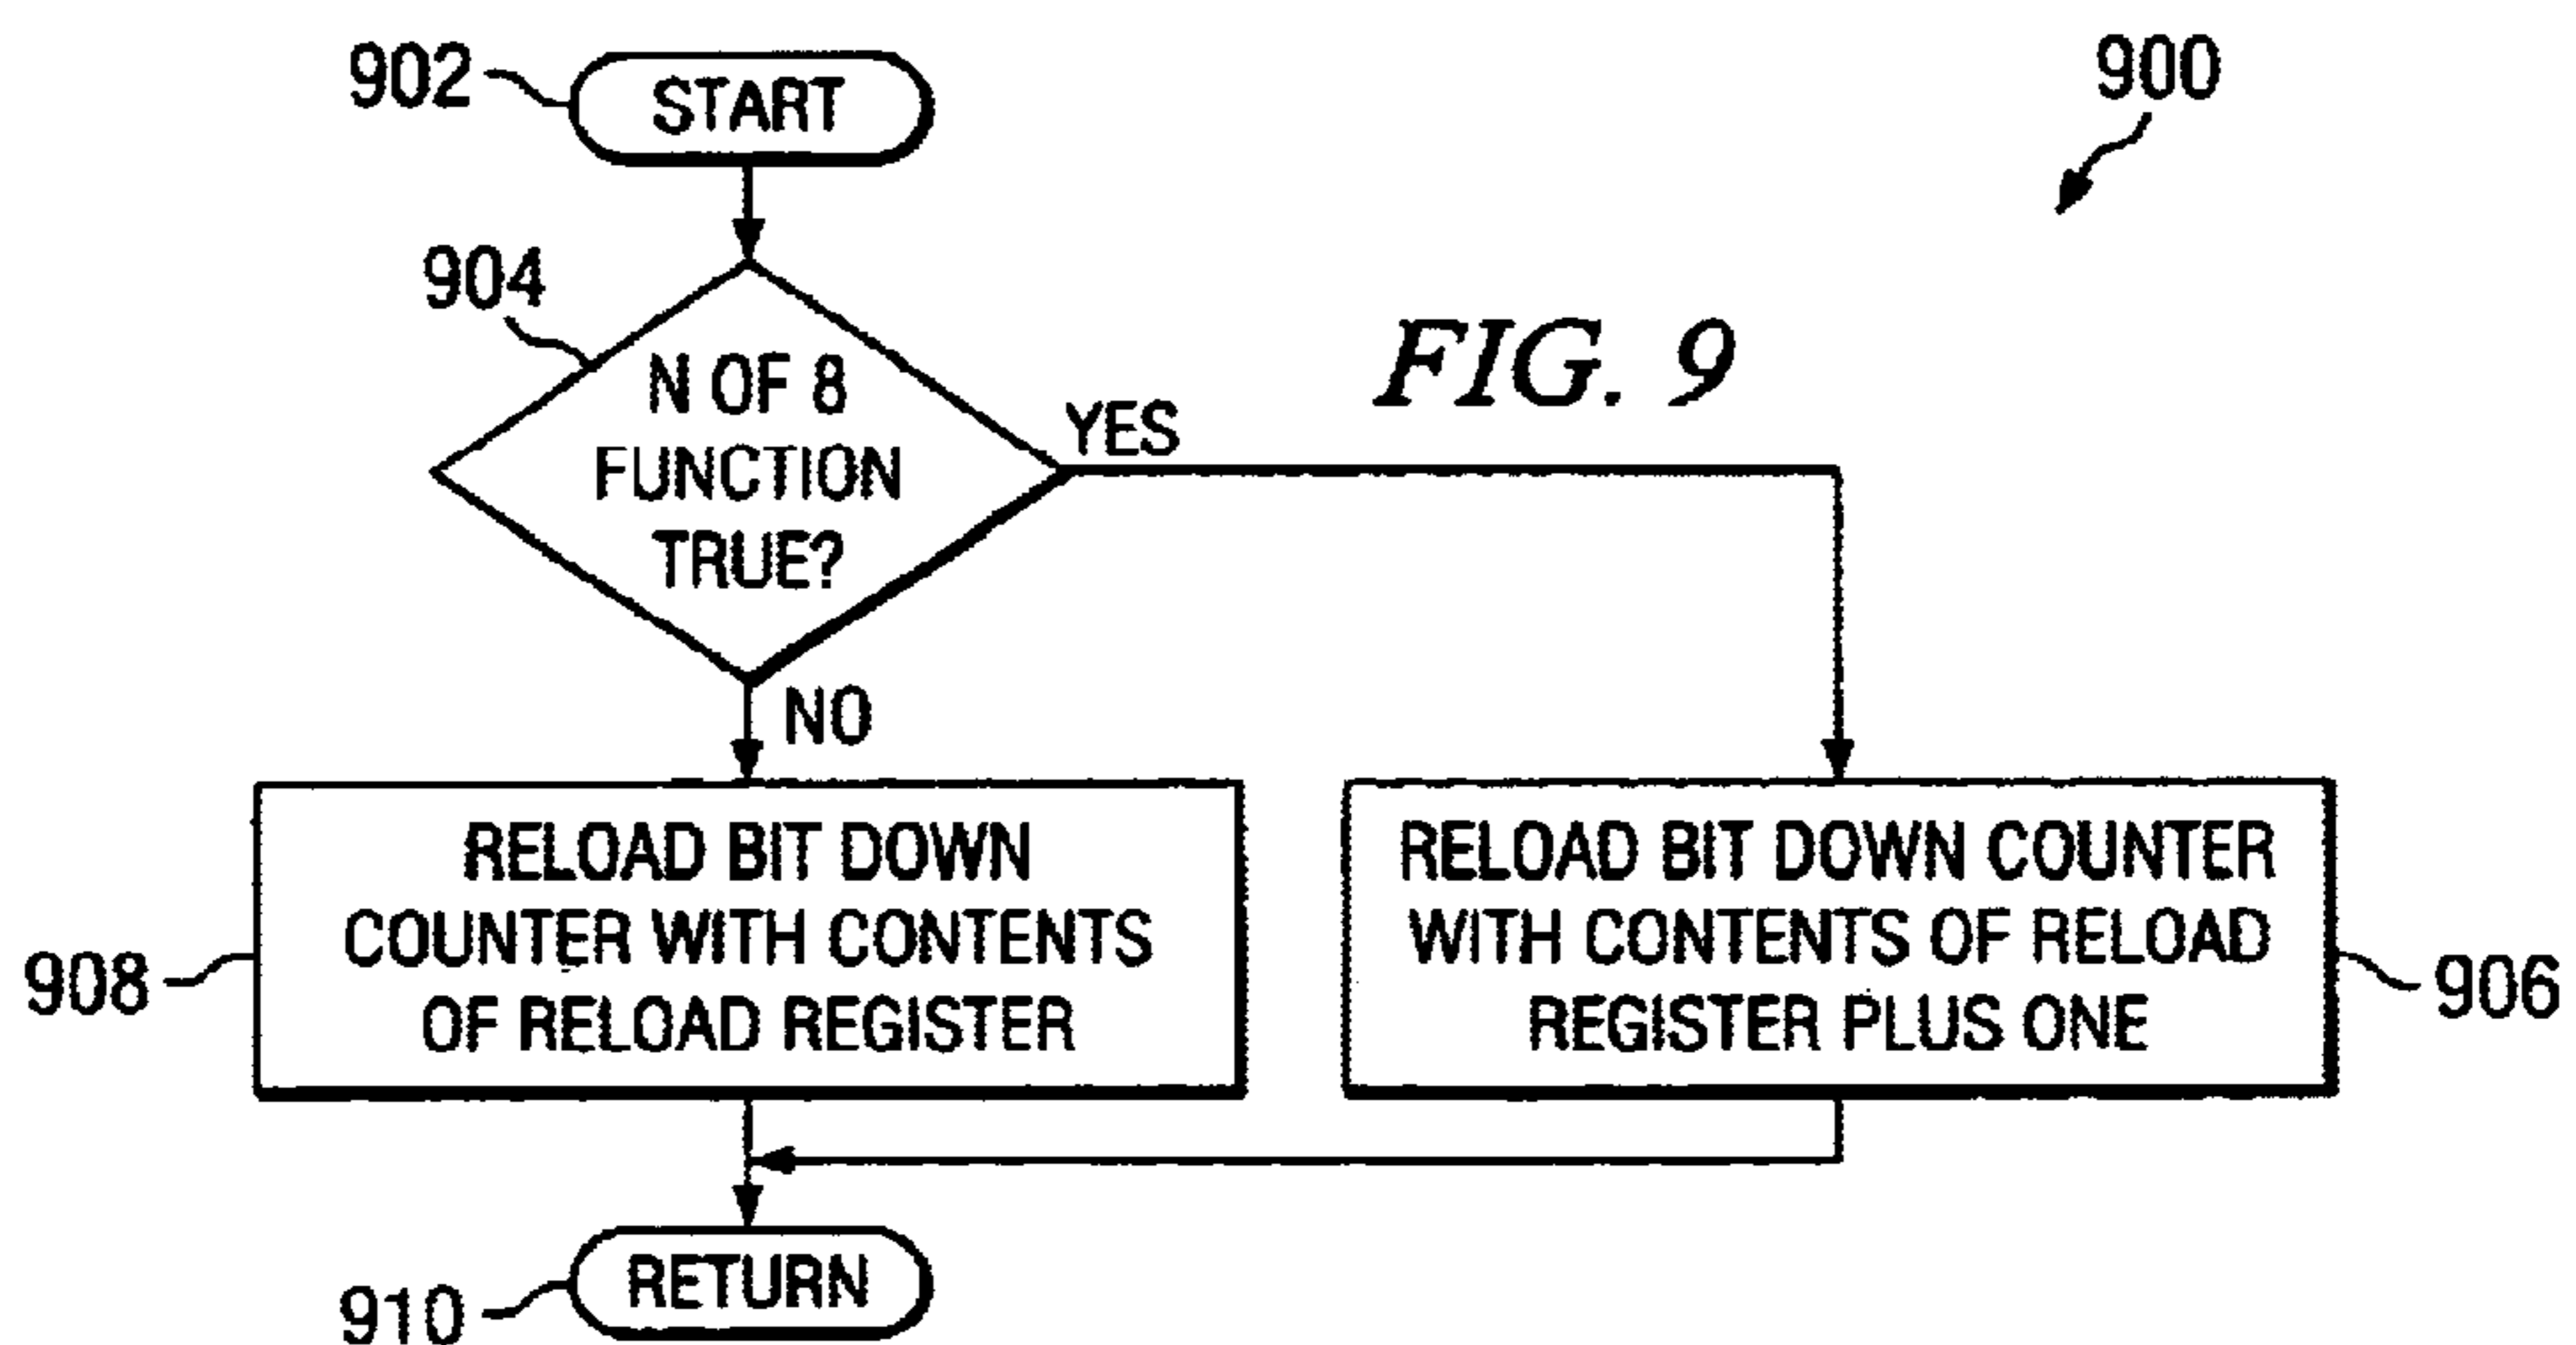 902
START
900
904
N OF 8
FUNCTION
TRUE?
YES
FIG. 9
NO
RELOAD BIT DOWN
COUNTER WITH CONTENTS
OF RELOAD REGISTER
908
RELOAD BIT DOWN COUNTER
WITH CONTENTS OF RELOAD
REGISTER PLUS ONE
906
RETURN
910